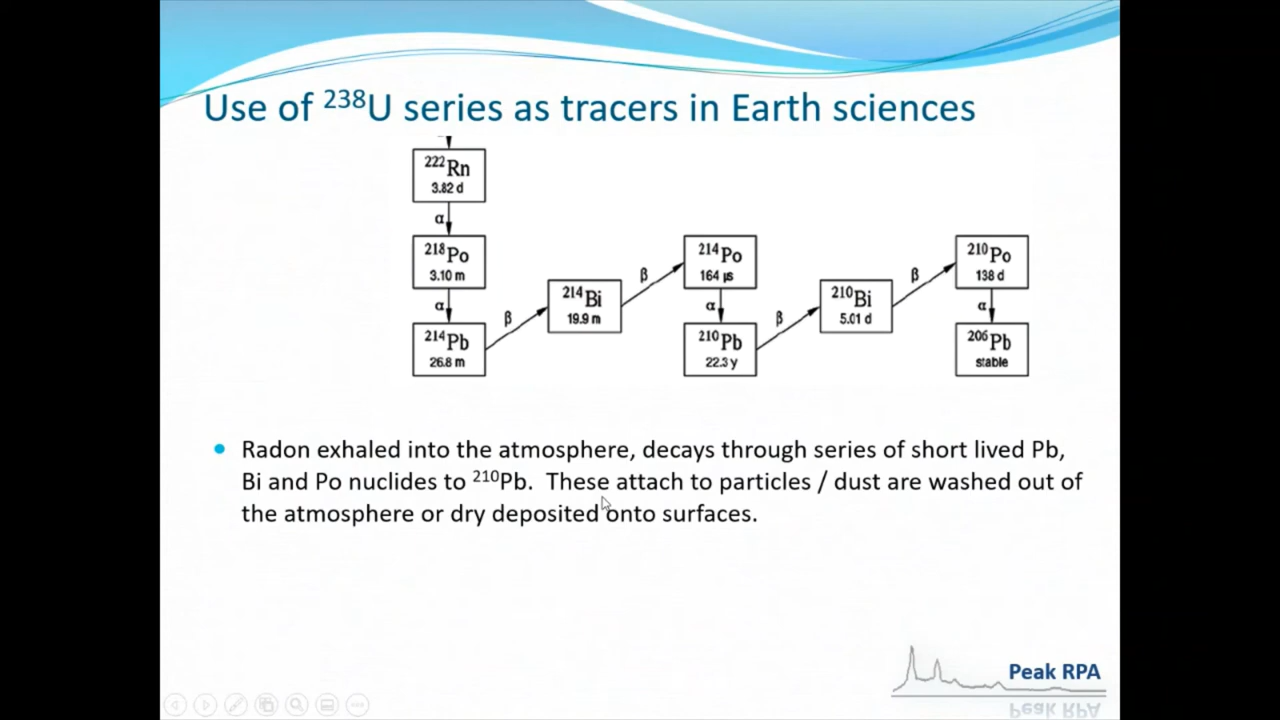 Use of ²³⁸U series as tracers in Earth sciences
²²²Rn
3.82 d
α
²¹⁸Po
3.10 m
α
²¹⁴Pb
26.8 m
β
²¹⁴Bi
19.9 m
β
²¹⁴Po
164 µs
α
²¹⁰Pb
22.3 y
β
²¹⁰Bi
5.01 d
β
²¹⁰Po
138 d
α
²⁰⁶Pb
stable
Radon exhaled into the atmosphere, decays through series of short lived Pb,
Bi and Po nuclides to ²¹⁰Pb. These attach to particles / dust are washed out of
the atmosphere or dry deposited onto surfaces.
Peak RPA